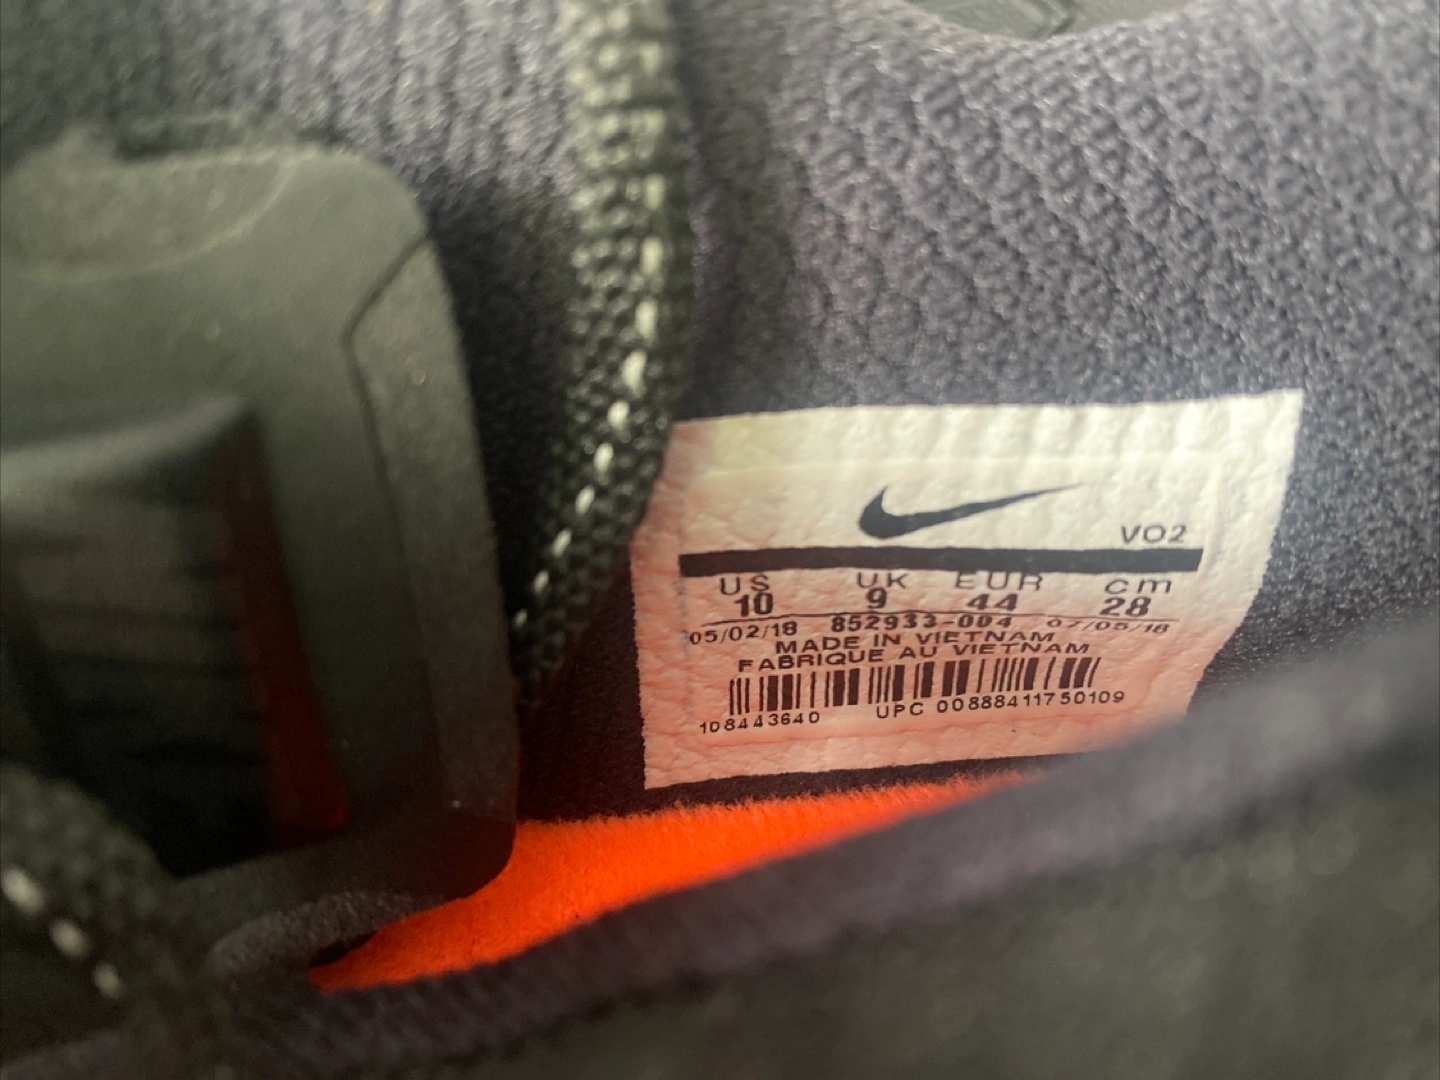 VO2
US UK EUR cm
10 9 44 28
05/02/18 852933-004 07/05/18
MADE IN VIETNAM
FABRIQUE AU VIETNAM
108443640 UPC 00888411750109